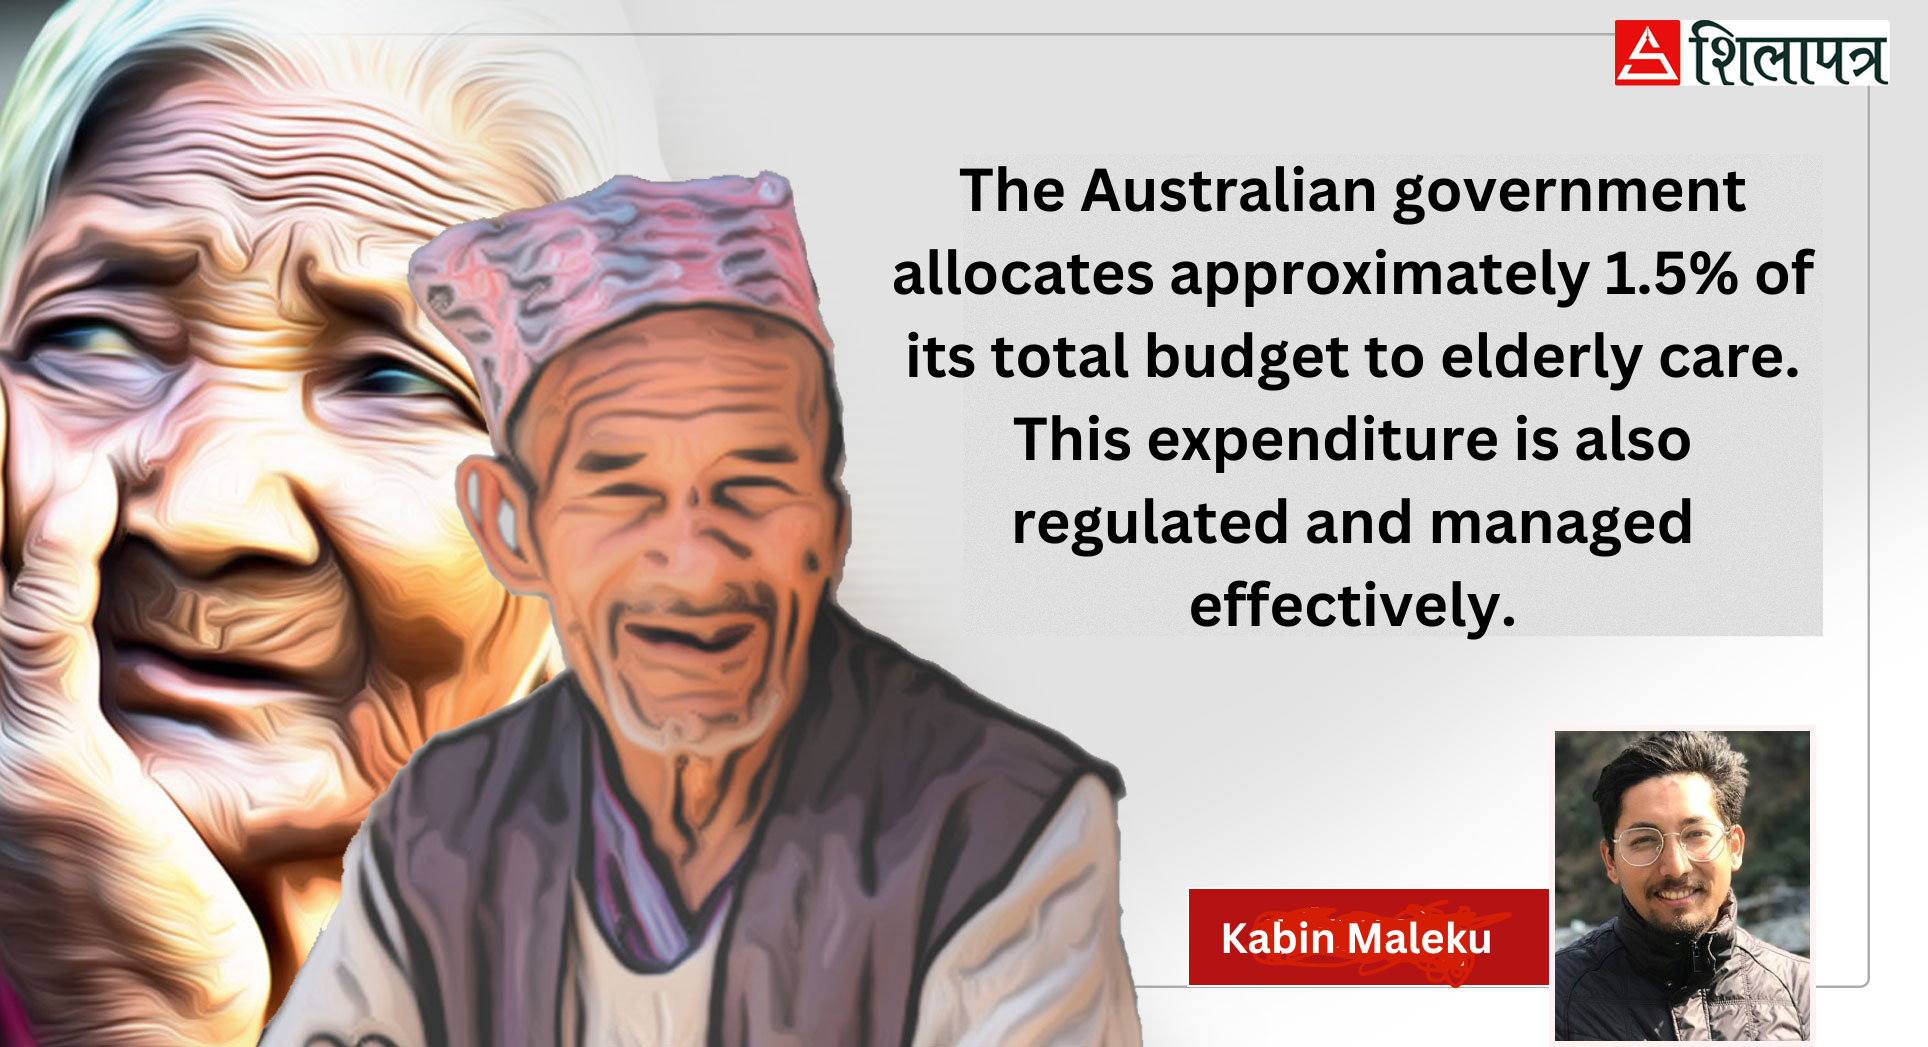 शिलापत्र
The Australian government
allocates approximately 1.5% of
its total budget to elderly care.
This expenditure is also
regulated and managed
effectively.
Kabin Maleku